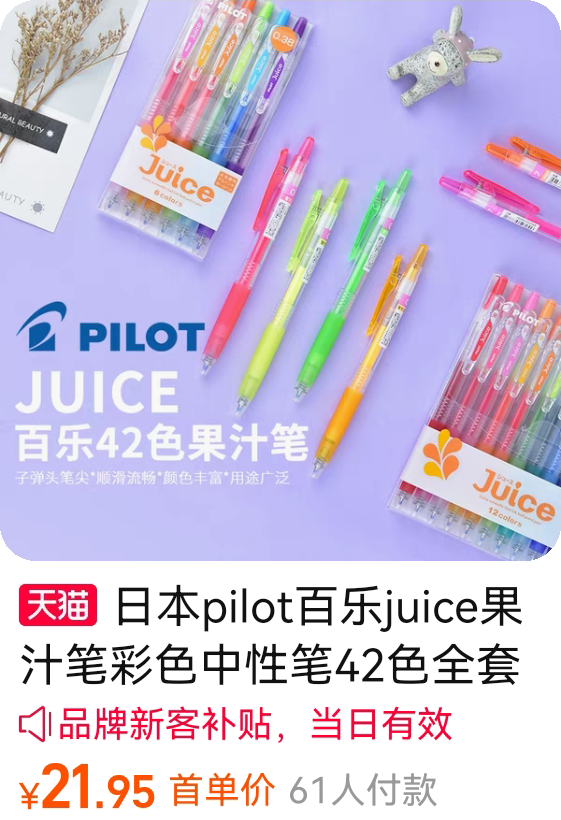 PILOT
0.38
Juice
6 colors
NATURAL BEAUTY
PILOT
JUICE
百乐42色果汁笔
子弹头笔尖*顺滑流畅*颜色丰富*用途广泛
PILOT
Juice
12 colors
天猫 日本pilot百乐juice果
汁笔彩色中性笔42色全套
品牌新客补贴，当日有效
¥21.95 首单价 61人付款